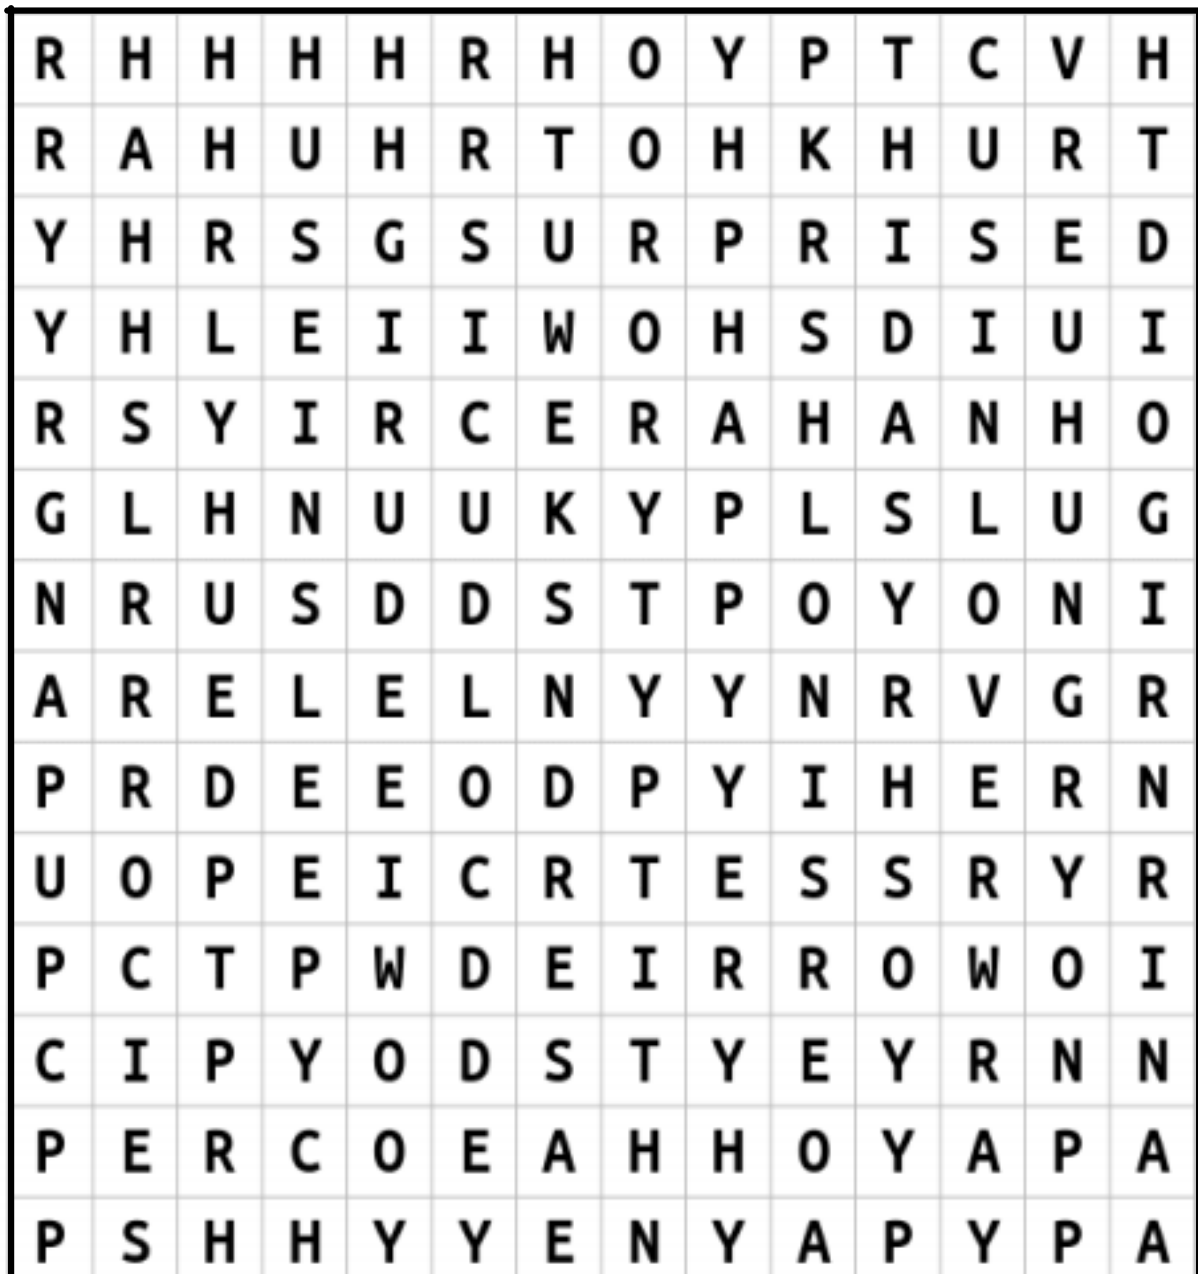 R H H H H R H O Y P T C V H
R A H U H R T O H K H U R T
Y H R S G S U R P R I S E D
Y H L E I I W O H S D I U I
R S Y I R C E R A H A N H O
G L H N U U K Y P L S L U G
N R U S D D S T P O Y O N I
A R E L E L N Y Y N R V G R
P R D E E O D P Y I H E R N
U O P E I C R T E S S R Y R
P C T P W D E I R R O W O I
C I P Y O D S T Y E Y R N N
P E R C O E A H H O Y A P A
P S H H Y Y E N Y A P Y P A